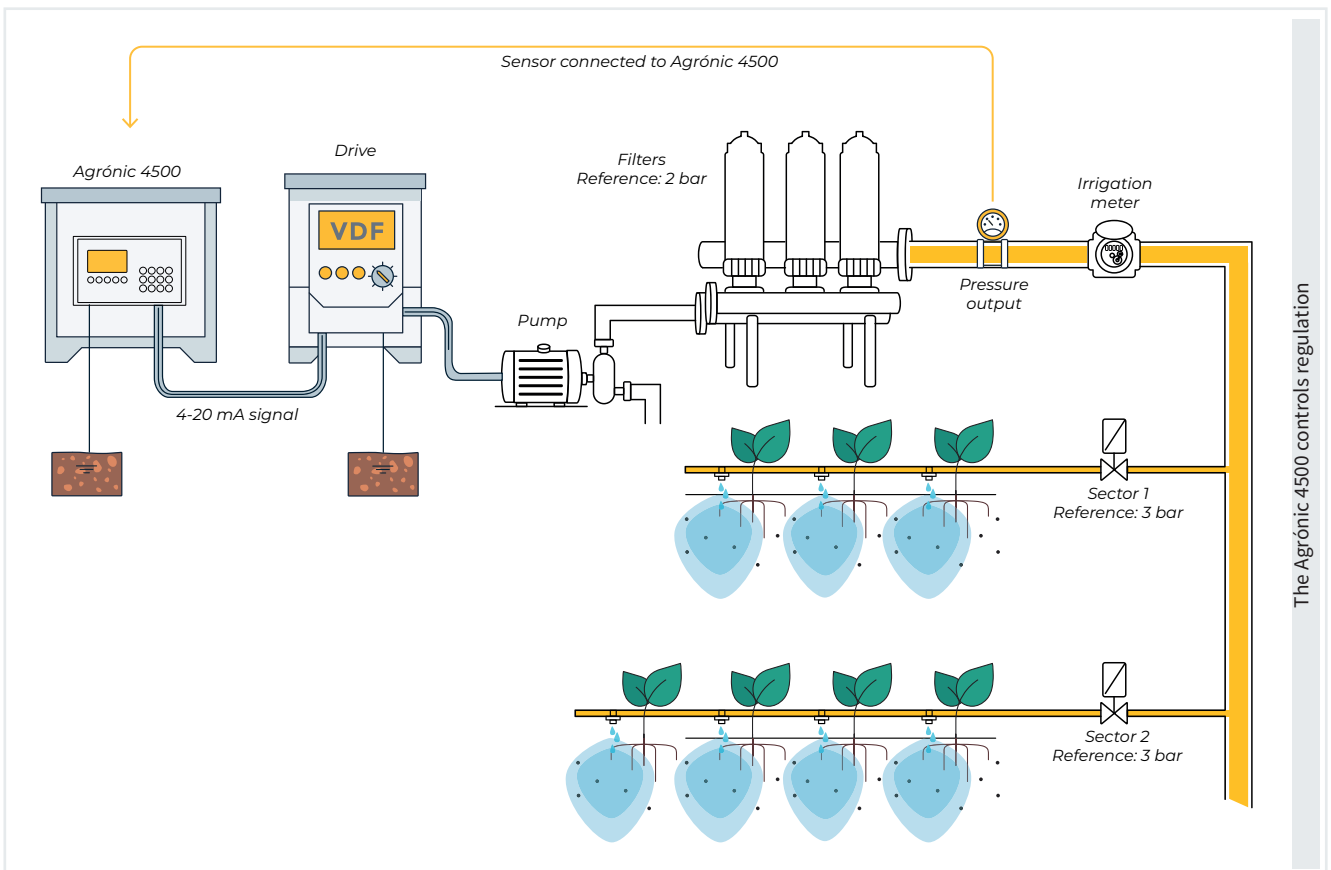 Sensor connected to Agrónic 4500
Agrónic 4500
Drive
VDF
4-20 mA signal
Pump
Filters
Reference: 2 bar
Pressure
output
Irrigation
meter
Sector 1
Reference: 3 bar
Sector 2
Reference: 3 bar
The Agrónic 4500 controls regulation